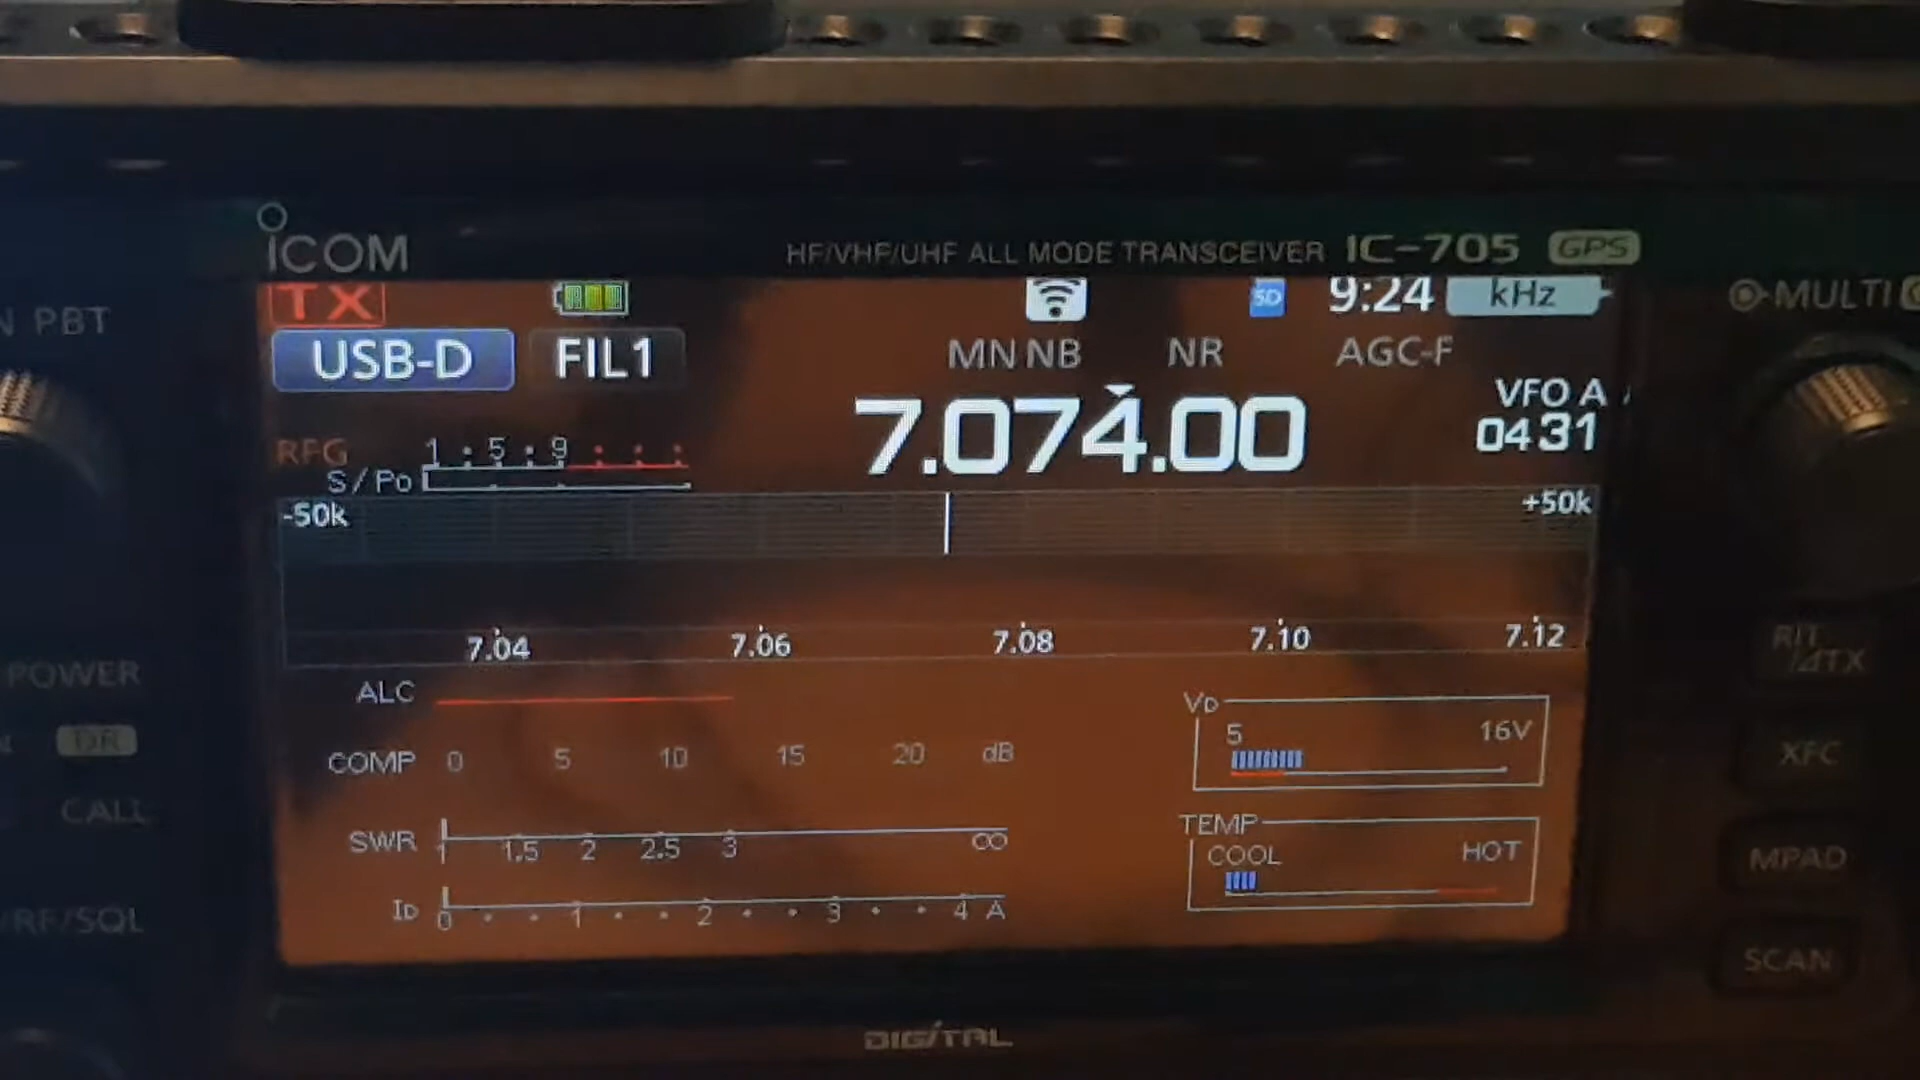 ICOM
HF/VHF/UHF ALL MODE TRANSCEIVER IC-705 GPS
TX SD 9:24 kHz
N PBT
MULTI
USB-D FIL1 MN NB NR AGC-F
VFO A
7.074.00 0431
RFG 1 5 9
S/Po
-50k +50k
7.04 7.06 7.08 7.10 7.12
RIT
/⊿TX
POWER
ALC
VD
5 16V
DR
COMP 0 5 10 15 20 dB
XFC
CALL
TEMP
SWR 1 1.5 2 2.5 3 ∞
COOL HOT
MPAD
ID 0 1 2 3 4 A
/RF/SQL
SCAN
DIGITAL